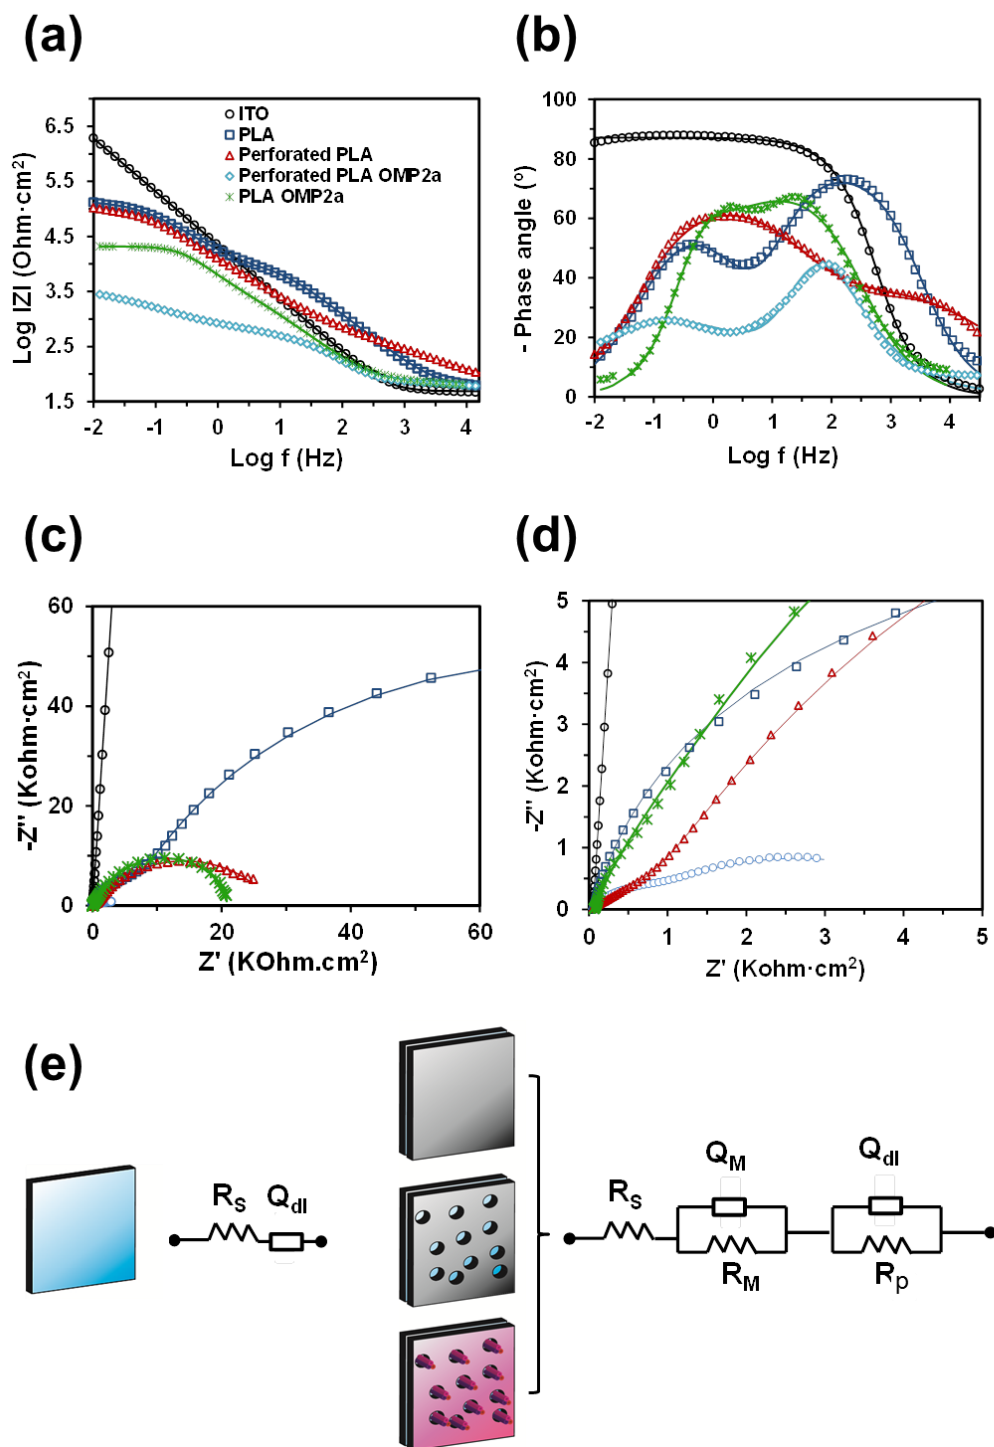 (a)
Log IZI (Ohm·cm²)
6.5
5.5
4.5
3.5
2.5
1.5
-2
-1
0
1
2
3
4
Log f (Hz)
ITO
PLA
Perforated PLA
Perforated PLA OMP2a
PLA OMP2a
(b)
- Phase angle (°)
100
80
60
40
20
0
-2
-1
0
1
2
3
4
Log f (Hz)
(c)
-Z'' (Kohm·cm²)
60
40
20
0
0
20
40
60
Z' (KOhm.cm²)
(d)
-Z'' (Kohm·cm²)
5
4
3
2
1
0
0
1
2
3
4
5
Z' (Kohm·cm²)
(e)
RS
Qdl
RS
QM
RM
Qdl
Rp